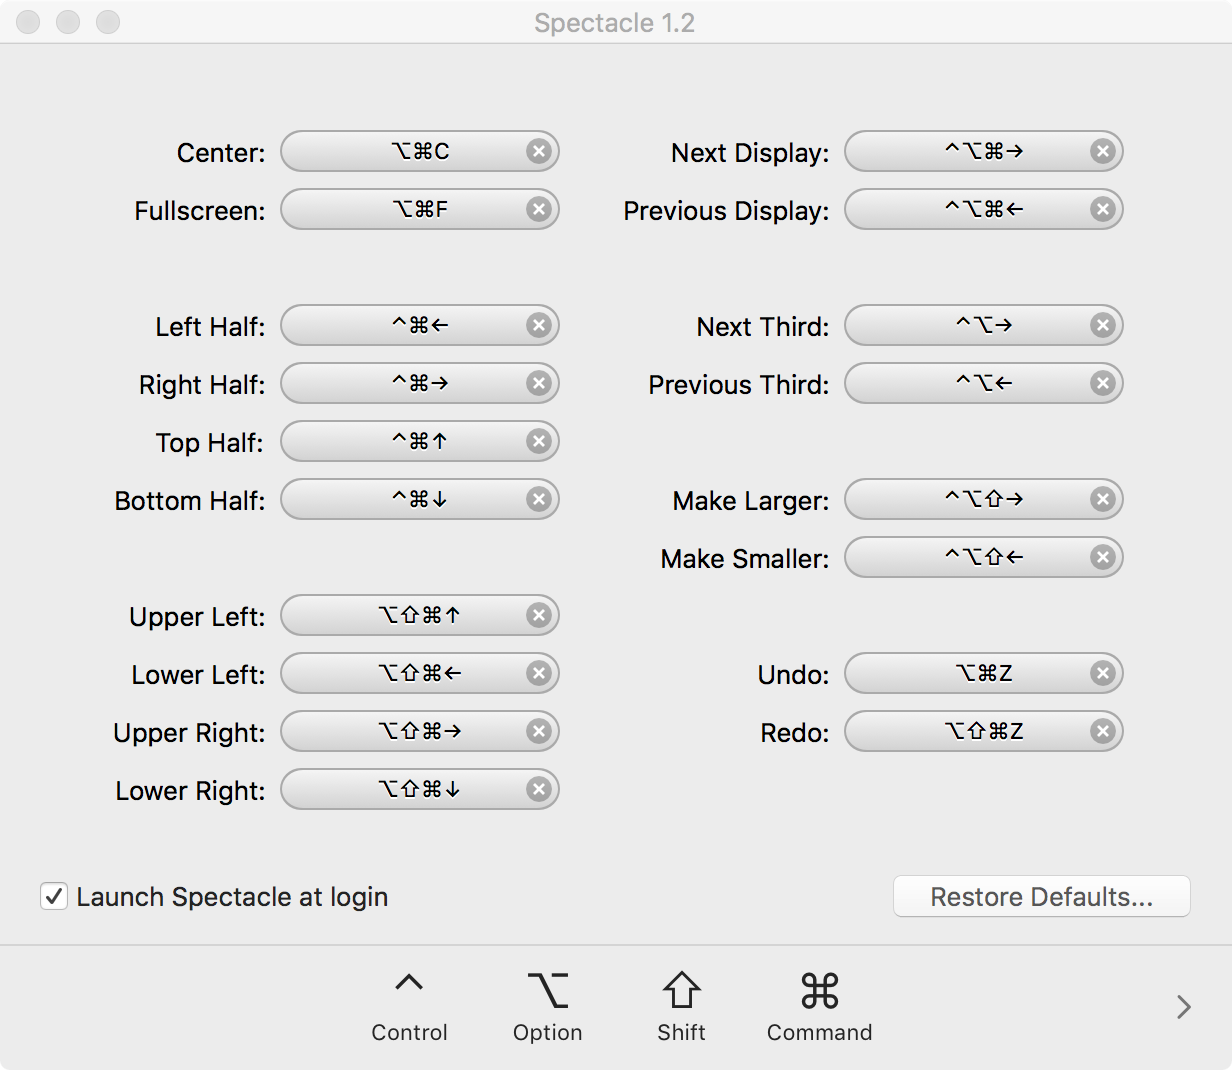 Spectacle 1.2
Center: ⌥⌘C
Fullscreen: ⌥⌘F
Left Half: ^⌘←
Right Half: ^⌘→
Top Half: ^⌘↑
Bottom Half: ^⌘↓
Upper Left: ⌥⇧⌘↑
Lower Left: ⌥⇧⌘←
Upper Right: ⌥⇧⌘→
Lower Right: ⌥⇧⌘↓
Next Display: ^⌥⌘→
Previous Display: ^⌥⌘←
Next Third: ^⌥→
Previous Third: ^⌥←
Make Larger: ^⌥⇧→
Make Smaller: ^⌥⇧←
Undo: ⌥⌘Z
Redo: ⌥⇧⌘Z
Launch Spectacle at login
Restore Defaults...
^ ⌥ ⇧ ⌘
Control Option Shift Command